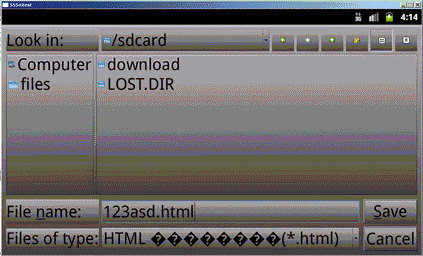 5554:test
4:14
Look in: /sdcard
Computer
files
download
LOST.DIR
File name: 123asd.html
Save
Files of type: HTML ���������(*.html)
Cancel